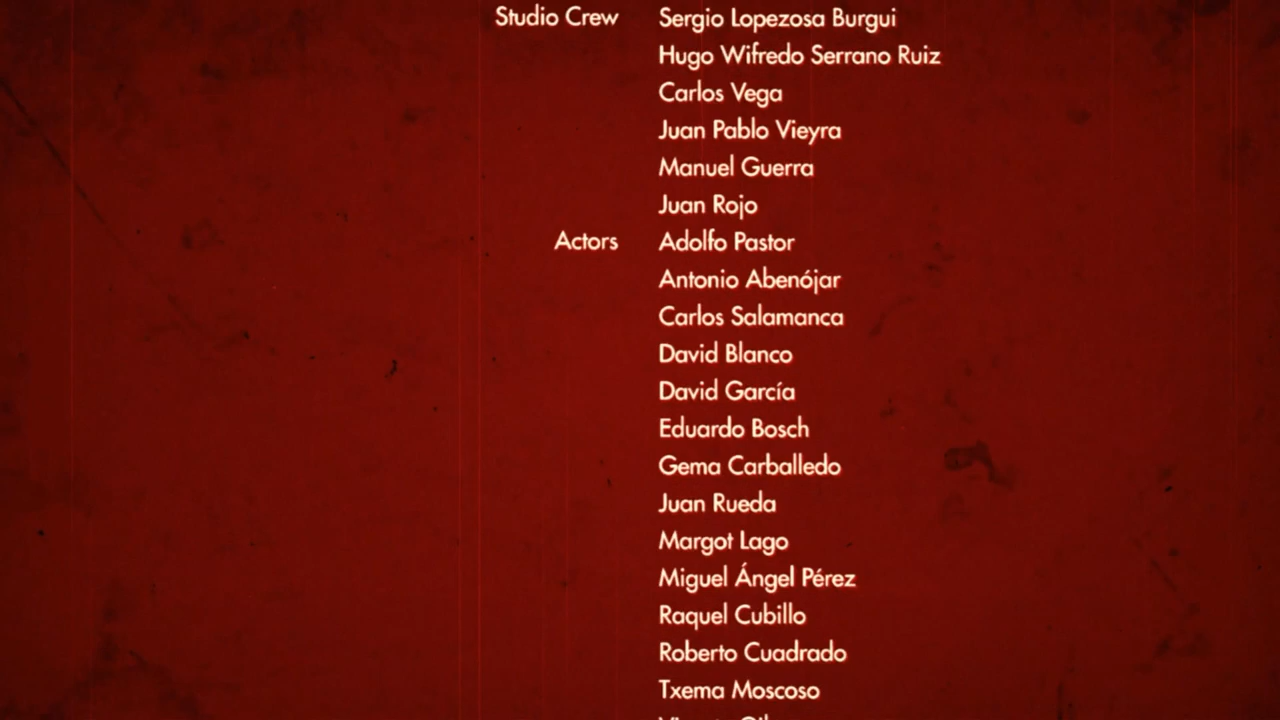 Studio Crew Sergio Lopezosa Burgui
Hugo Wifredo Serrano Ruiz
Carlos Vega
Juan Pablo Vieyra
Manuel Guerra
Juan Rojo
Actors Adolfo Pastor
Antonio Abenójar
Carlos Salamanca
David Blanco
David García
Eduardo Bosch
Gema Carballedo
Juan Rueda
Margot Lago
Miguel Ángel Pérez
Raquel Cubillo
Roberto Cuadrado
Txema Moscoso